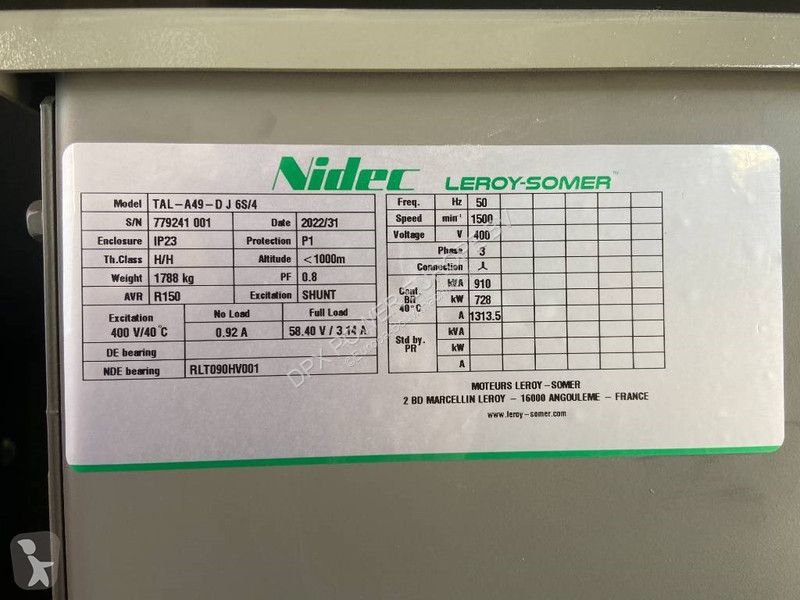 Nidec LEROY-SOMER™
Model TAL-A49-D J 6S/4
S/N 779241 001 Date 2022/31
Enclosure IP23 Protection P1
Th.Class H/H Altitude <1000m
Weight 1788 kg PF 0.8
AVR R150 Excitation SHUNT
Excitation No Load Full Load
400 V/40°C 0.92 A 58.40 V / 3.14 A
DE bearing
NDE bearing RLT090HV001
Freq. Hz 50
Speed min⁻¹ 1500
Voltage V 400
Phase 3
Connection
Cont. BR 40°C kVA 910
kW 728
A 1313.5
Std by. PR kVA
kW
A
MOTEURS LEROY-SOMER
2 BD MARCELLIN LEROY - 16000 ANGOULEME - FRANCE
www.leroy-somer.com